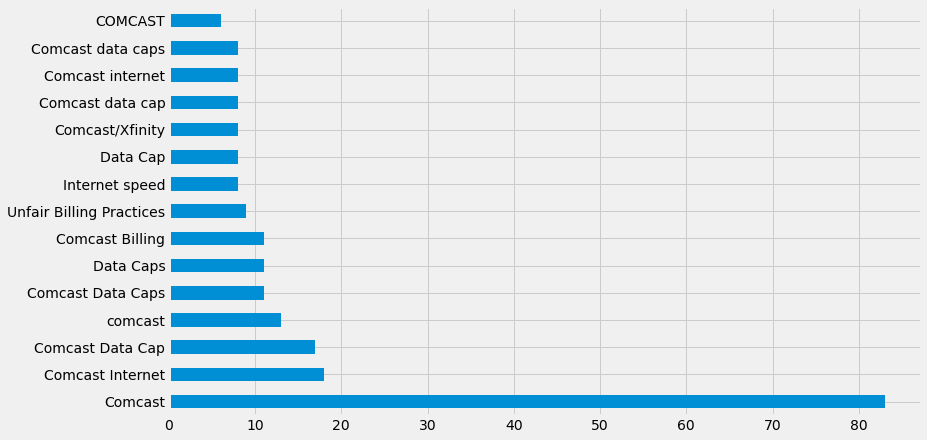 COMCAST
Comcast data caps
Comcast internet
Comcast data cap
Comcast/Xfinity
Data Cap
Internet speed
Unfair Billing Practices
Comcast Billing
Data Caps
Comcast Data Caps
comcast
Comcast Data Cap
Comcast Internet
Comcast
0 10 20 30 40 50 60 70 80